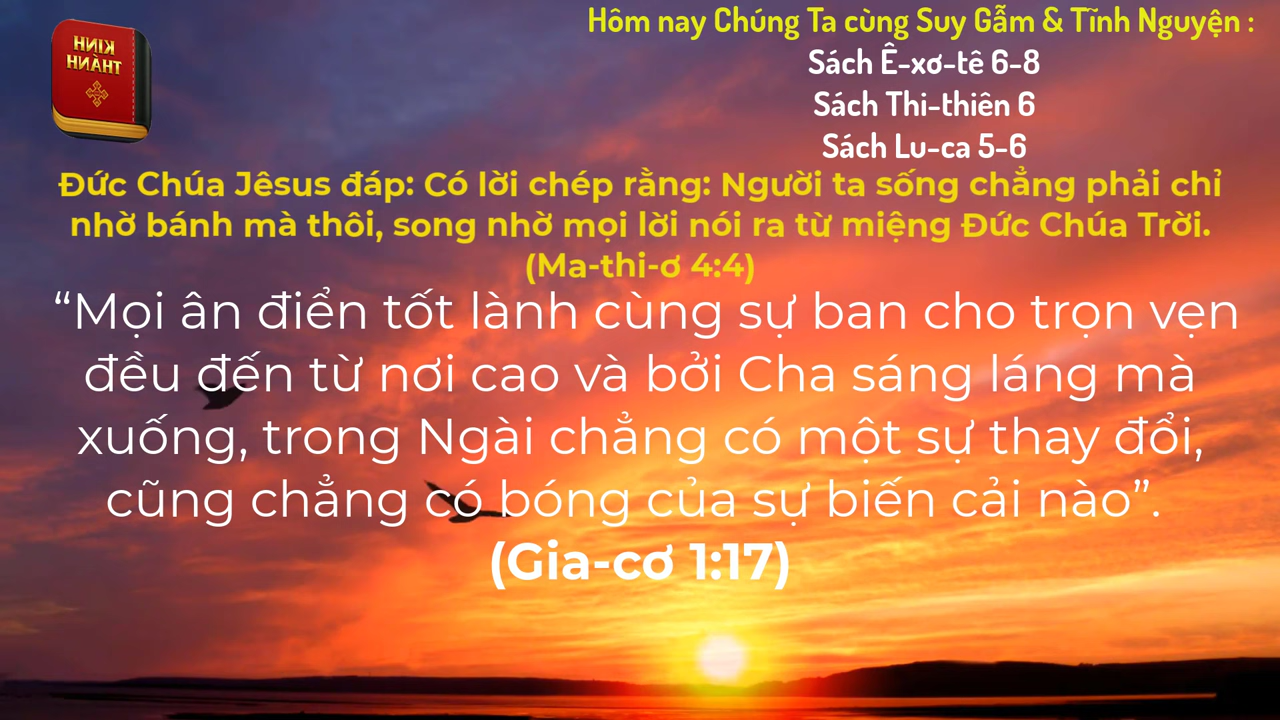 KINH
THÁNH
Hôm nay Chúng Ta cùng Suy Gẫm & Tĩnh Nguyện :
Sách Ê-xơ-tê 6-8
Sách Thi-thiên 6
Sách Lu-ca 5-6
Đức Chúa Jêsus đáp: Có lời chép rằng: Người ta sống chẳng phải chỉ
nhờ bánh mà thôi, song nhờ mọi lời nói ra từ miệng Đức Chúa Trời.
(Ma-thi-ơ 4:4)
“Mọi ân điển tốt lành cùng sự ban cho trọn vẹn
đều đến từ nơi cao và bởi Cha sáng láng mà
xuống, trong Ngài chẳng có một sự thay đổi,
cũng chẳng có bóng của sự biến cải nào”.
(Gia-cơ 1:17)